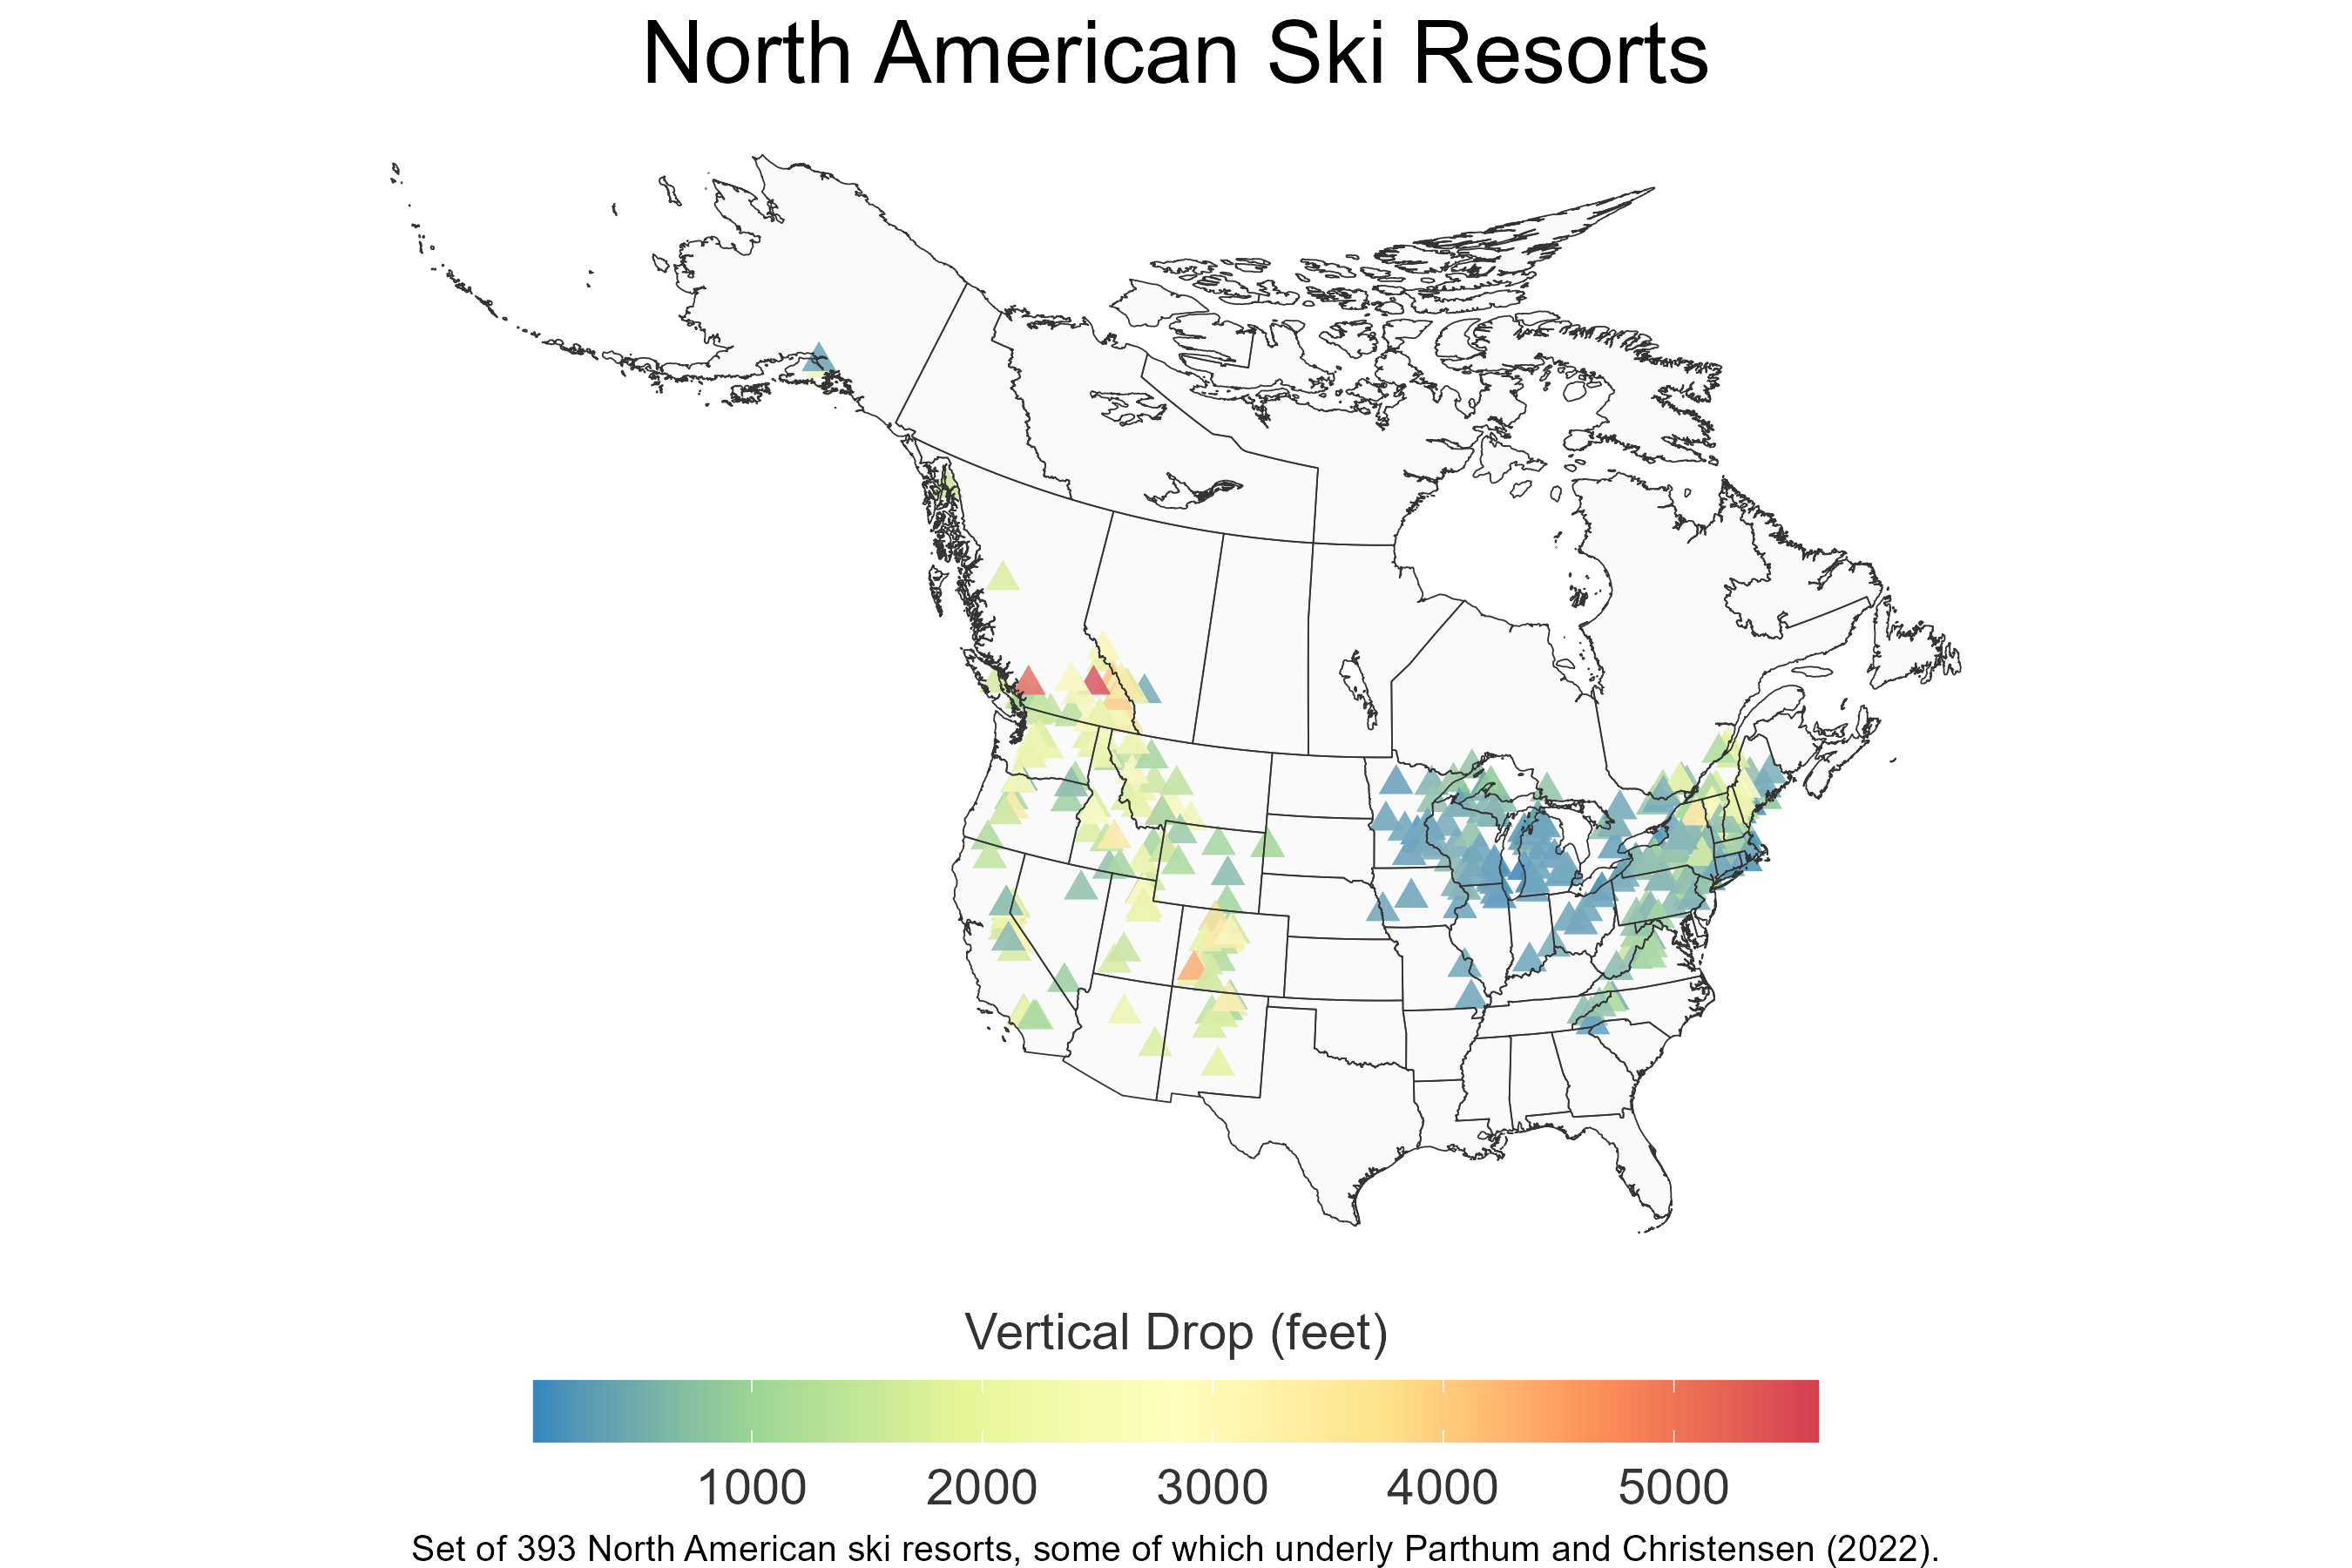 North American Ski Resorts
Vertical Drop (feet)
1000 2000 3000 4000 5000
Set of 393 North American ski resorts, some of which underly Parthum and Christensen (2022).